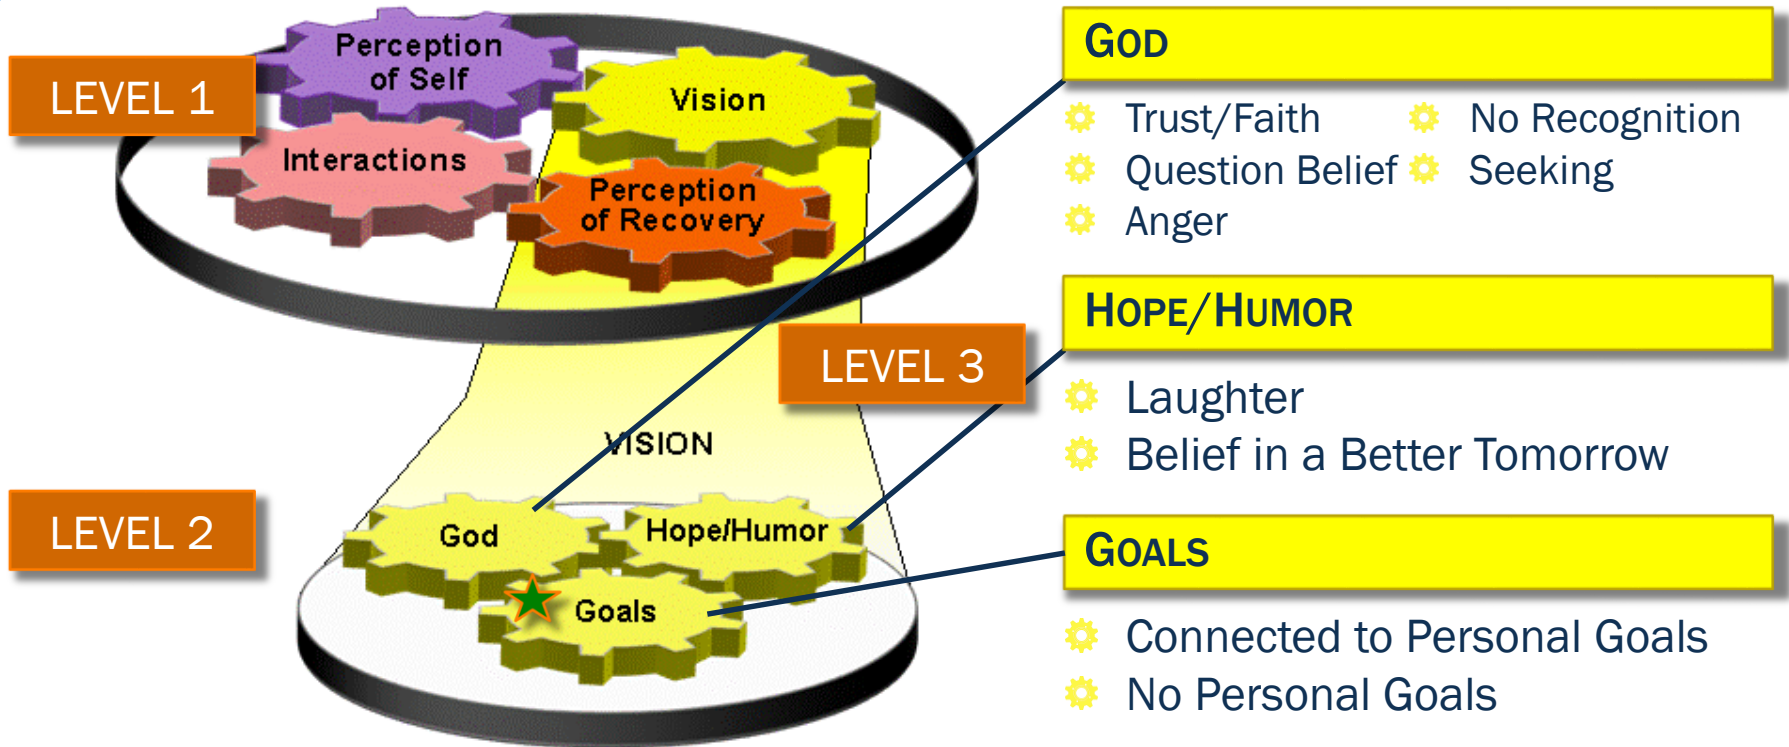 LEVEL 1
Perception
of Self
Vision
Interactions
Perception
of Recovery
VISION
LEVEL 2
God
Hope/Humor
Goals
LEVEL 3
GOD
Trust/Faith
No Recognition
Question Belief
Seeking
Anger
HOPE/HUMOR
Laughter
Belief in a Better Tomorrow
GOALS
Connected to Personal Goals
No Personal Goals